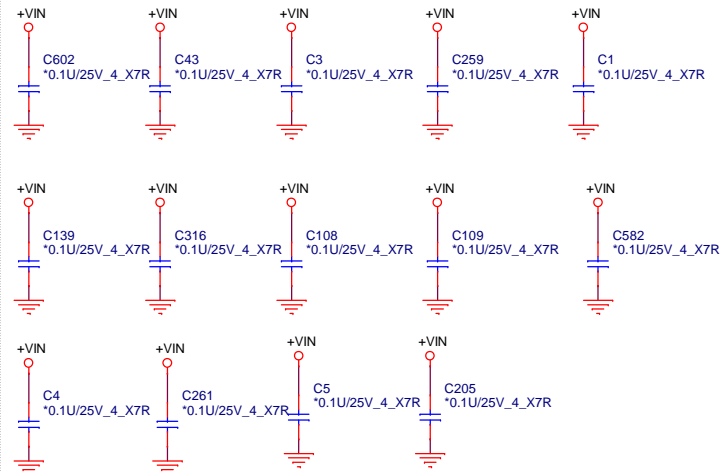 +VIN +VIN +VIN +VIN +VIN
C602 C43 C3 C259 C1
*0.1U/25V_4_X7R *0.1U/25V_4_X7R *0.1U/25V_4_X7R *0.1U/25V_4_X7R *0.1U/25V_4_X7R
+VIN +VIN +VIN +VIN +VIN
C139 C316 C108 C109 C582
*0.1U/25V_4_X7R *0.1U/25V_4_X7R *0.1U/25V_4_X7R *0.1U/25V_4_X7R *0.1U/25V_4_X7R
+VIN +VIN +VIN +VIN
C4 C261 C5 C205
*0.1U/25V_4_X7R *0.1U/25V_4_X7R *0.1U/25V_4_X7R *0.1U/25V_4_X7R